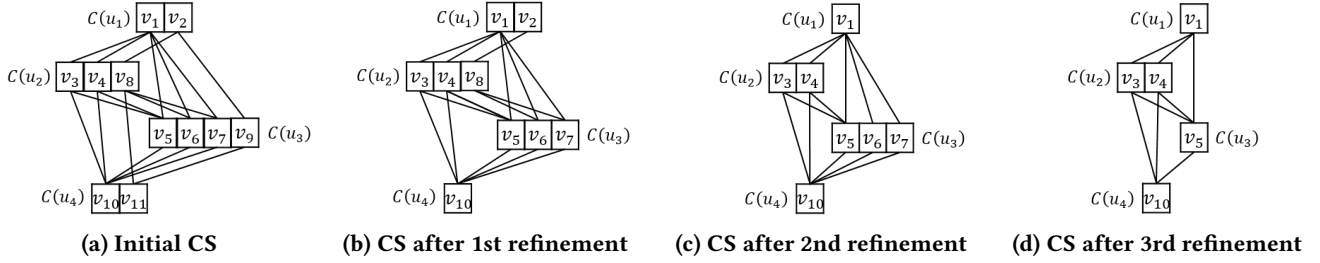 C(u₁) v₁ v₂
C(u₂) v₃ v₄ v₈
v₅ v₆ v₇ v₉ C(u₃)
C(u₄) v₁₀ v₁₁
(a) Initial CS
C(u₁) v₁ v₂
C(u₂) v₃ v₄ v₈
v₅ v₆ v₇ C(u₃)
C(u₄) v₁₀
(b) CS after 1st refinement
C(u₁) v₁
C(u₂) v₃ v₄
v₅ v₆ v₇ C(u₃)
C(u₄) v₁₀
(c) CS after 2nd refinement
C(u₁) v₁
C(u₂) v₃ v₄
v₅ C(u₃)
C(u₄) v₁₀
(d) CS after 3rd refinement